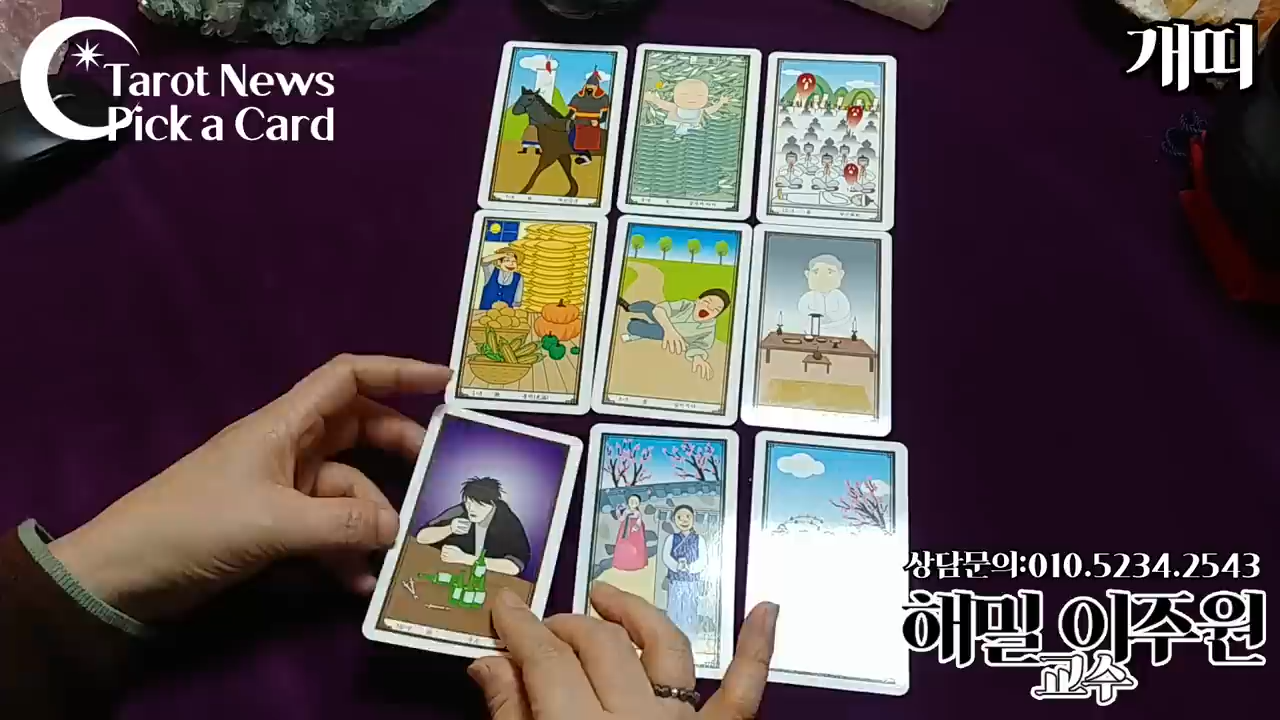 Tarot News
Pick a Card
개띠
상담문의:010.5234.2543
해밀 이주원
교수